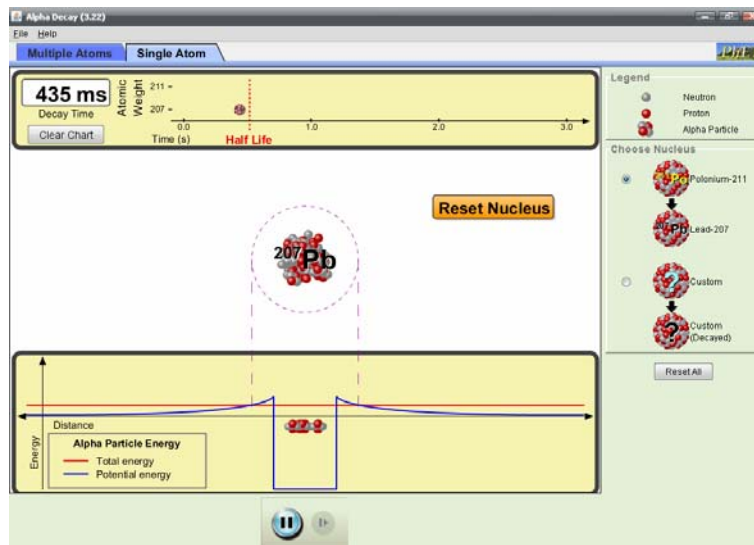 Alpha Decay (3.22)
File Help
Multiple Atoms Single Atom
PhET
435 ms
Decay Time
Clear Chart
Atomic Weight
211
207
0.0 1.0 2.0 3.0
Time (s) Half Life
Reset Nucleus
207Pb
Distance
Energy
Alpha Particle Energy
Total energy
Potential energy
Legend
Neutron
Proton
Alpha Particle
Choose Nucleus
Polonium-211
207Pb Lead-207
? Custom
? Custom
(Decayed)
Reset All